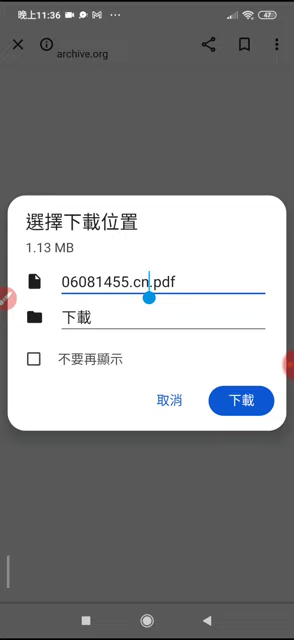 晚上11:36
47
archive.org
選擇下載位置
1.13 MB
06081455.cn.pdf
下載
不要再顯示
取消
下載